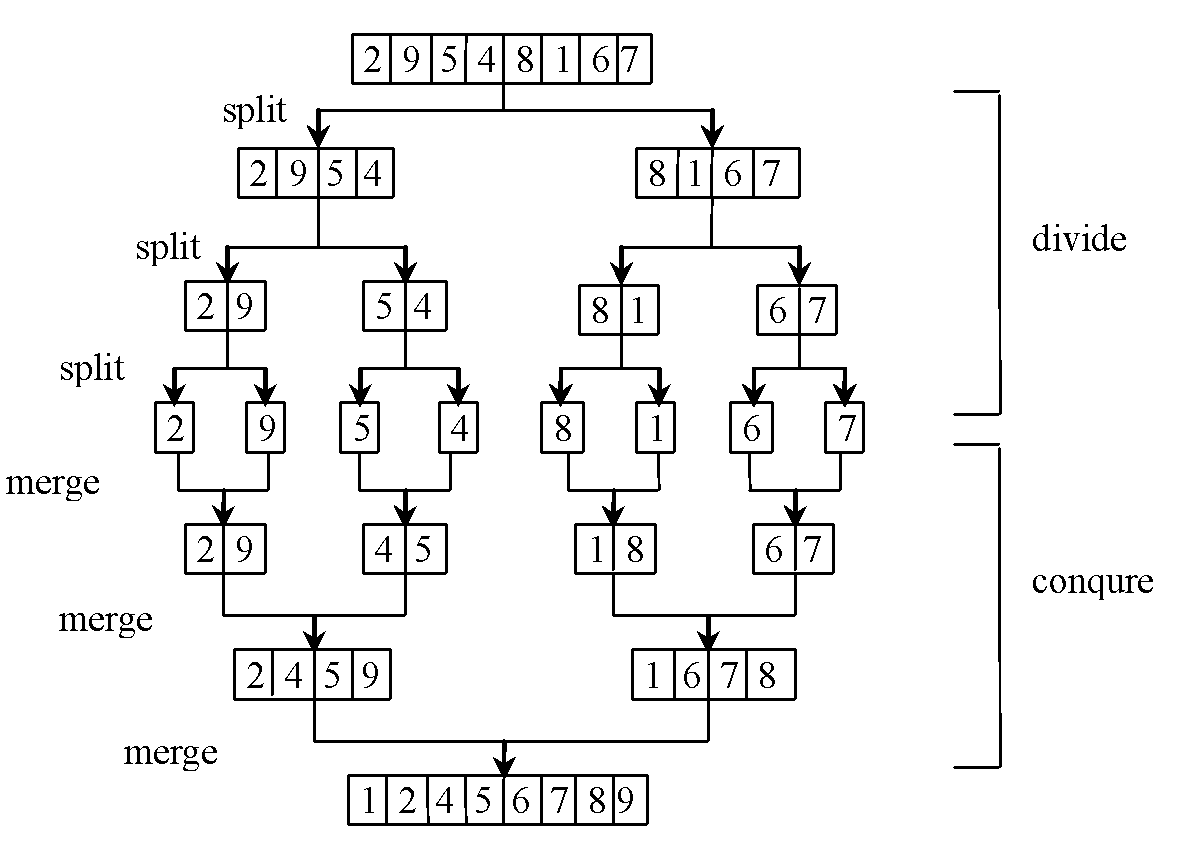 2 9 5 4 8 1 6 7
split
2 9 5 4
8 1 6 7
divide
split
2 9
5 4
8 1
6 7
split
2
9
5
4
8
1
6
7
merge
2 9
4 5
1 8
6 7
conqure
merge
2 4 5 9
1 6 7 8
merge
1 2 4 5 6 7 8 9